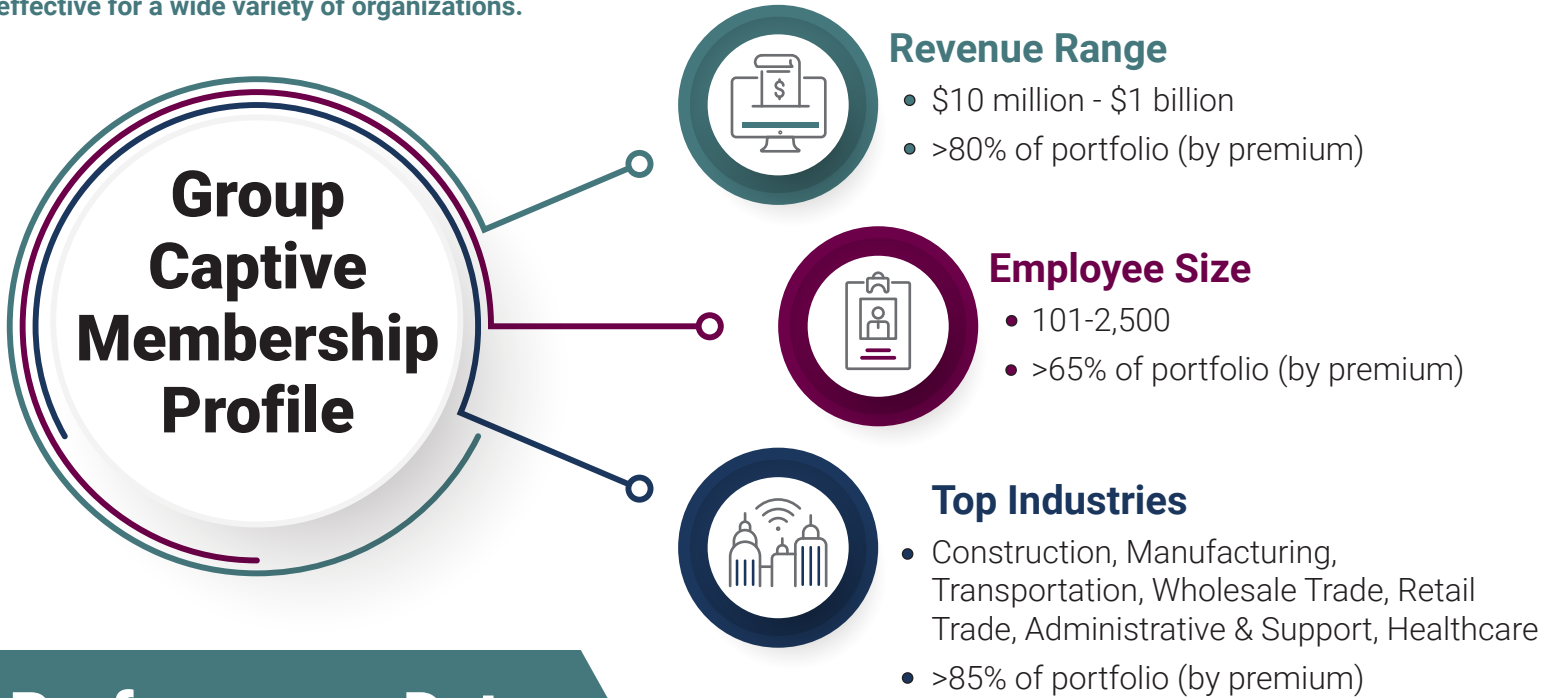 effective for a wide variety of organizations.
Group
Captive
Membership
Profile
Revenue Range
• $10 million - $1 billion
• >80% of portfolio (by premium)
Employee Size
• 101-2,500
• >65% of portfolio (by premium)
Top Industries
• Construction, Manufacturing,
Transportation, Wholesale Trade, Retail
Trade, Administrative & Support, Healthcare
• >85% of portfolio (by premium)